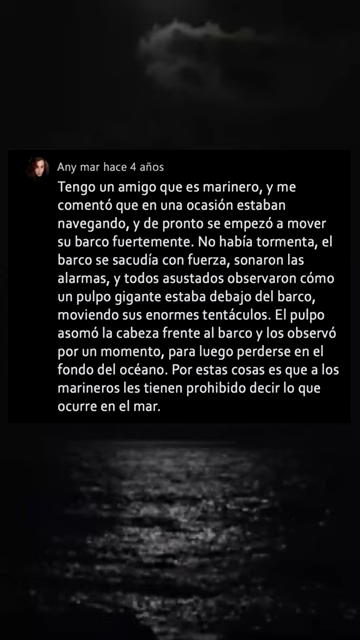 Any mar hace 4 años
Tengo un amigo que es marinero, y me
comentó que en una ocasión estaban
navegando, y de pronto se empezó a mover
su barco fuertemente. No había tormenta, el
barco se sacudía con fuerza, sonaron las
alarmas, y todos asustados observaron cómo
un pulpo gigante estaba debajo del barco,
moviendo sus enormes tentáculos. El pulpo
asomó la cabeza frente al barco y los observó
por un momento, para luego perderse en el
fondo del océano. Por estas cosas es que a los
marineros les tienen prohibido decir lo que
ocurre en el mar.